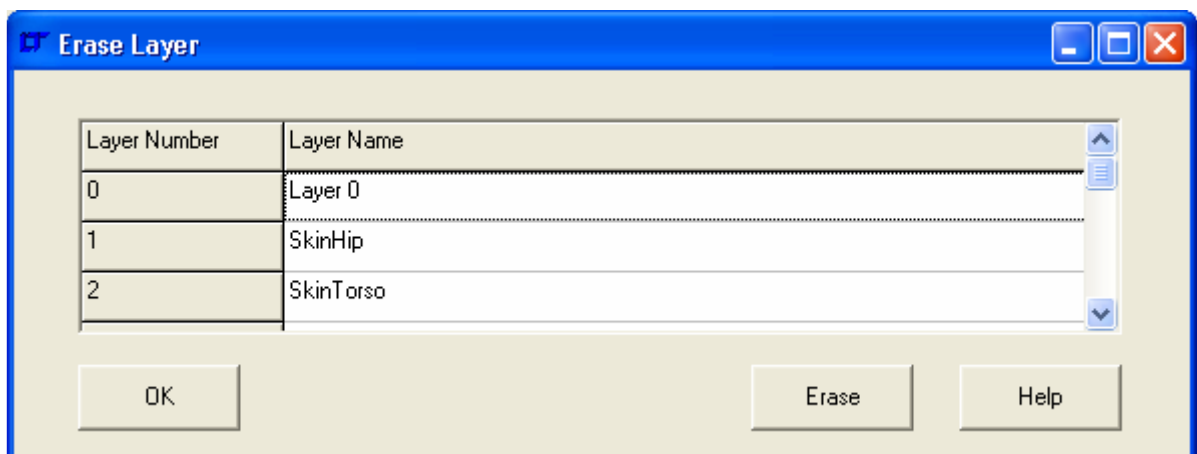 Erase Layer
Layer Number Layer Name
0 Layer 0
1 SkinHip
2 SkinTorso
OK Erase Help